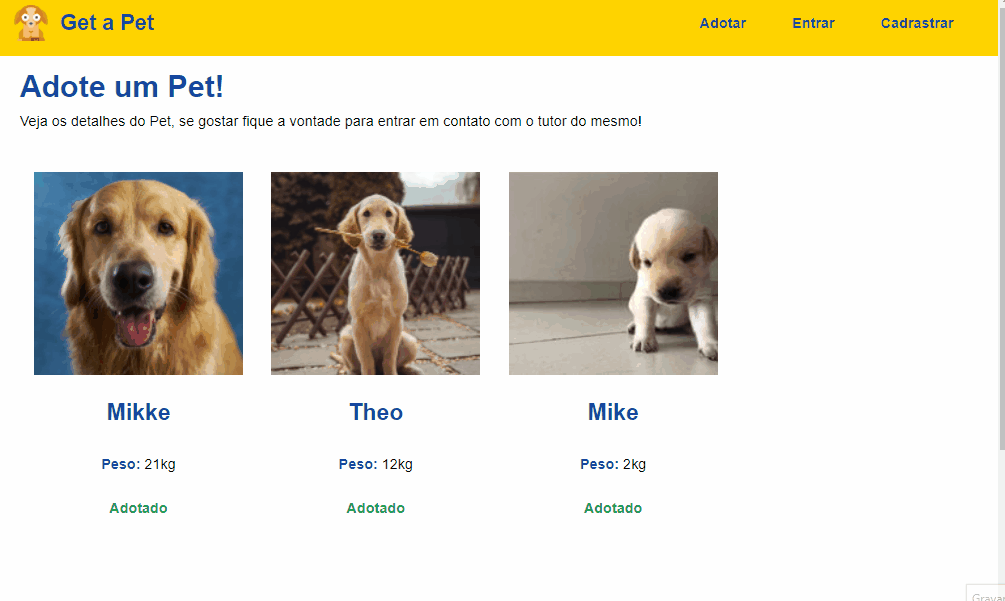 Get a Pet
Adotar Entrar Cadrastrar
Adote um Pet!
Veja os detalhes do Pet, se gostar fique a vontade para entrar em contato com o tutor do mesmo!
Mikke Theo Mike
Peso: 21kg Peso: 12kg Peso: 2kg
Adotado Adotado Adotado